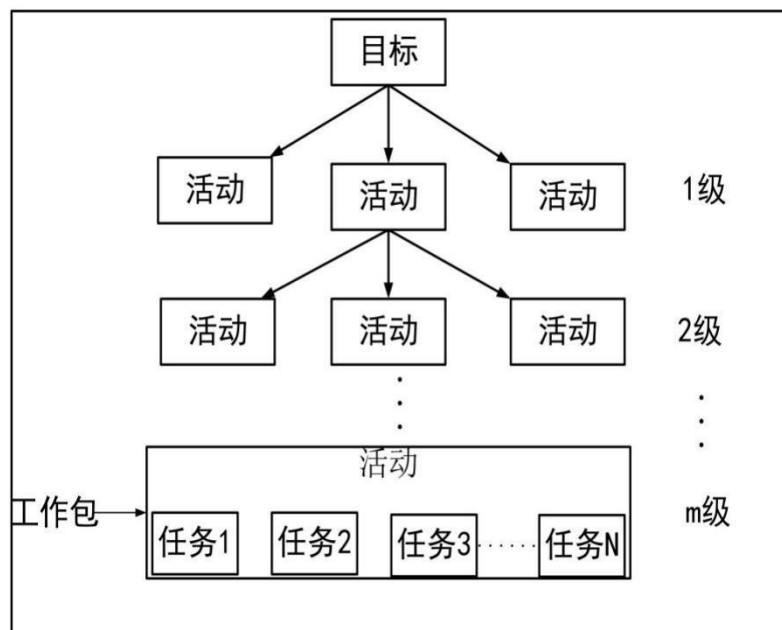 目标
活动 活动 活动 1级
活动 活动 活动 2级
活动
工作包 m级
任务1 任务2 任务3 任务N